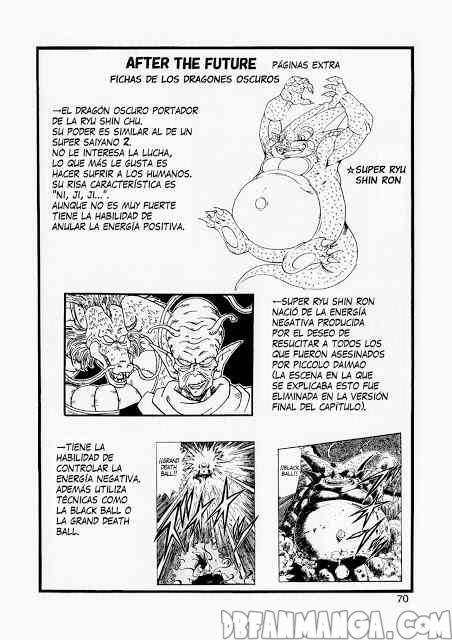 AFTER THE FUTURE PÁGINAS EXTRA
FICHAS DE LOS DRAGONES OSCUROS
→EL DRAGÓN OSCURO PORTADOR
DE LA RYU SHIN CHU.
SU PODER ES SIMILAR AL DE UN
SUPER SAIYANO 2.
NO LE INTERESA LA LUCHA,
LO QUE MÁS LE GUSTA ES
HACER SUFRIR A LOS HUMANOS.
SU RISA CARACTERÍSTICA ES
"NI, JI, JI...".
AUNQUE NO ES MUY FUERTE
TIENE LA HABILIDAD DE
ANULAR LA ENERGÍA POSITIVA.
☆SUPER RYU
SHIN RON
←SUPER RYU SHIN RON
NACIÓ DE LA ENERGÍA
NEGATIVA PRODUCIDA
POR EL DESEO DE
RESUCITAR A TODOS LOS
QUE FUERON ASESINADOS
POR PICCOLO DAIMAO
(LA ESCENA EN LA QUE
SE EXPLICABA ESTO FUE
ELIMINADA EN LA VERSIÓN
FINAL DEL CAPÍTULO).
→TIENE LA
HABILIDAD DE
CONTROLAR LA
ENERGÍA NEGATIVA.
ADEMÁS UTILIZA
TÉCNICAS COMO
LA BLACK BALL O
LA GRAND DEATH
BALL.
¡¡GRAND
DEATH
BALL!!
¡¡BLACK
BALL!!
70
DBFANMANGA.COM